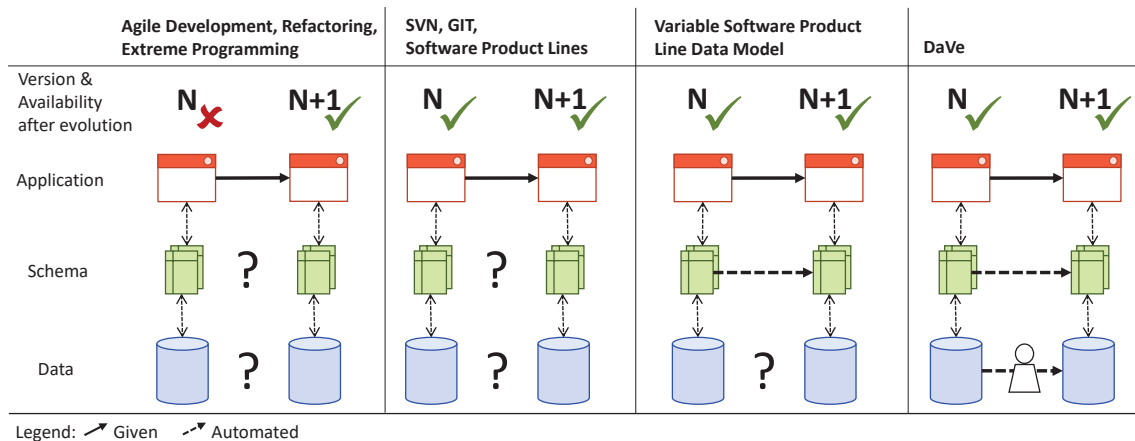 Agile Development, Refactoring,
Extreme Programming
SVN, GIT,
Software Product Lines
Variable Software Product
Line Data Model
DaVe
Version &
Availability
after evolution
N N+1 N N+1 N N+1 N N+1
Application
Schema
? ?
Data
? ? ?
Legend: Given Automated